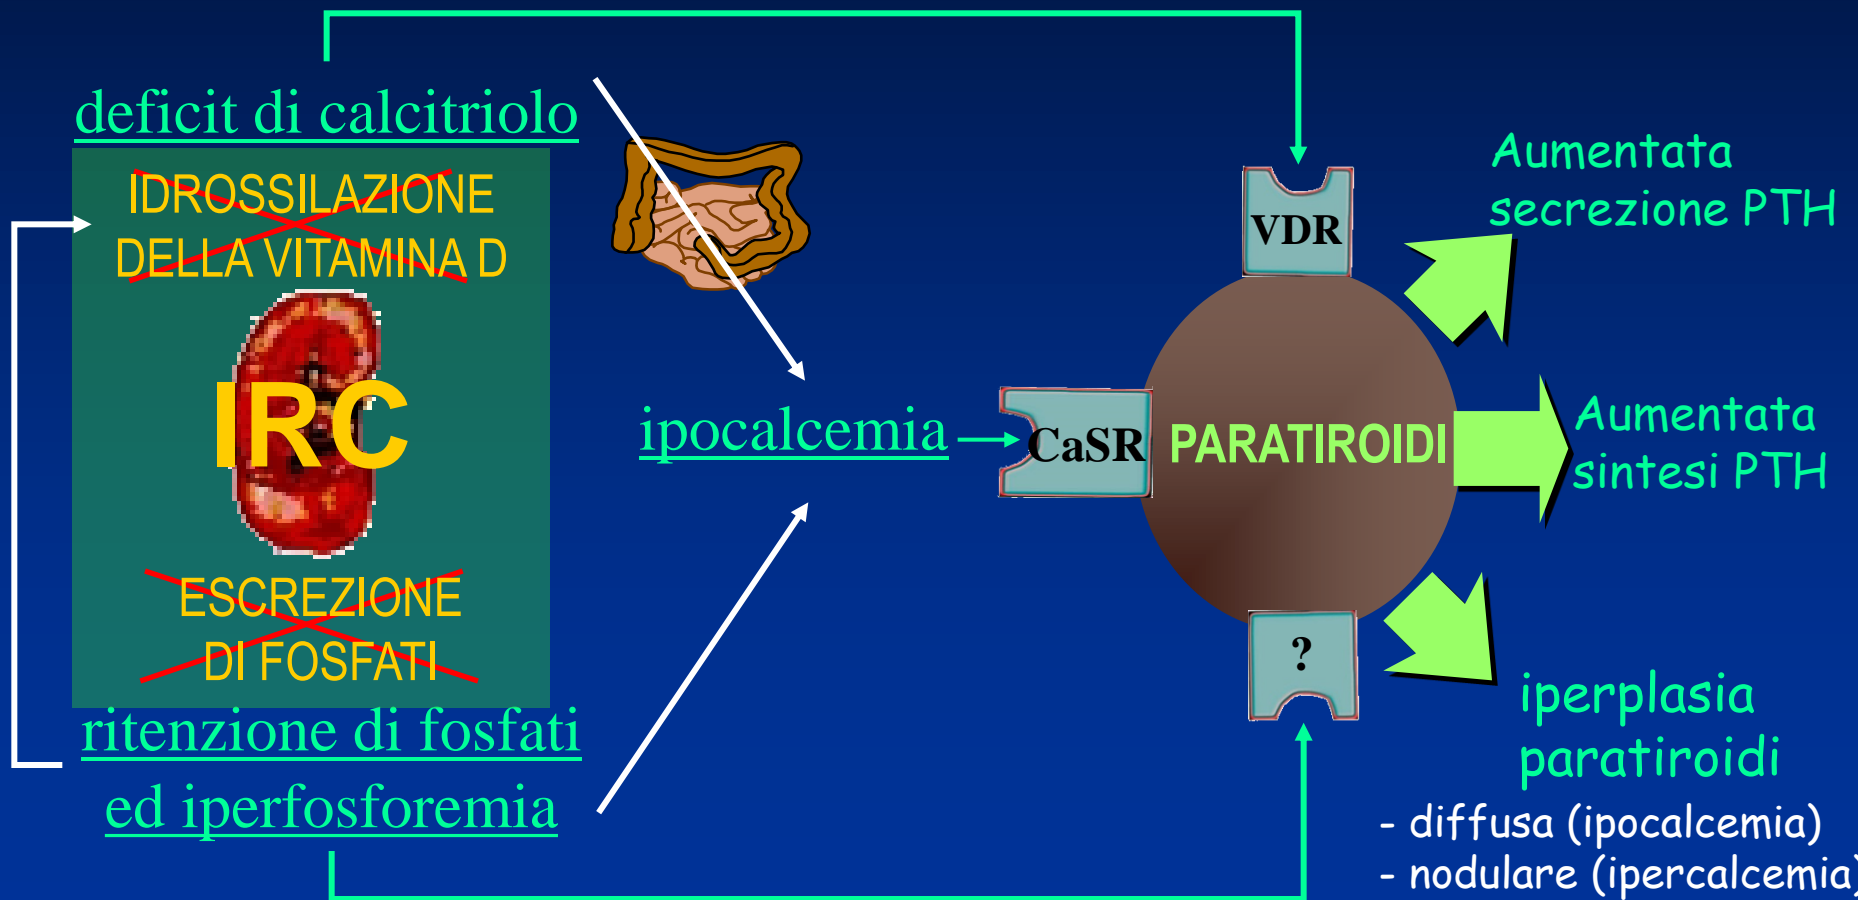 deficit di calcitriolo
IDROSSILAZIONE
DELLA VITAMINA D
IRC
ESCREZIONE
DI FOSFATI
ritenzione di fosfati
ed iperfosforemia
ipocalcemia
VDR
CaSR
PARATIROIDI
?
Aumentata
secrezione PTH
Aumentata
sintesi PTH
iperplasia
paratiroidi
- diffusa (ipocalcemia)
- nodulare (ipercalcemia)